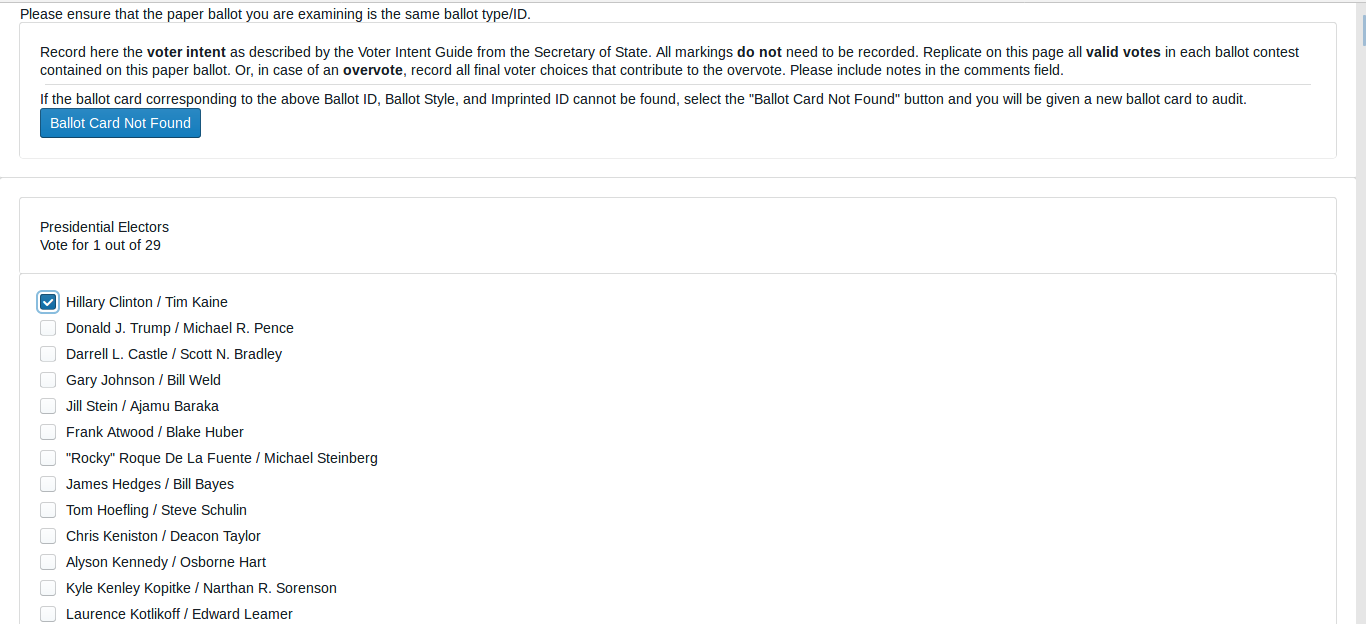 Please ensure that the paper ballot you are examining is the same ballot type/ID.
Record here the voter intent as described by the Voter Intent Guide from the Secretary of State. All markings do not need to be recorded. Replicate on this page all valid votes in each ballot contest
contained on this paper ballot. Or, in case of an overvote, record all final voter choices that contribute to the overvote. Please include notes in the comments field.
If the ballot card corresponding to the above Ballot ID, Ballot Style, and Imprinted ID cannot be found, select the "Ballot Card Not Found" button and you will be given a new ballot card to audit.
Ballot Card Not Found
Presidential Electors
Vote for 1 out of 29
Hillary Clinton / Tim Kaine
Donald J. Trump / Michael R. Pence
Darrell L. Castle / Scott N. Bradley
Gary Johnson / Bill Weld
Jill Stein / Ajamu Baraka
Frank Atwood / Blake Huber
"Rocky" Roque De La Fuente / Michael Steinberg
James Hedges / Bill Bayes
Tom Hoefling / Steve Schulin
Chris Keniston / Deacon Taylor
Alyson Kennedy / Osborne Hart
Kyle Kenley Kopitke / Narthan R. Sorenson
Laurence Kotlikoff / Edward Leamer